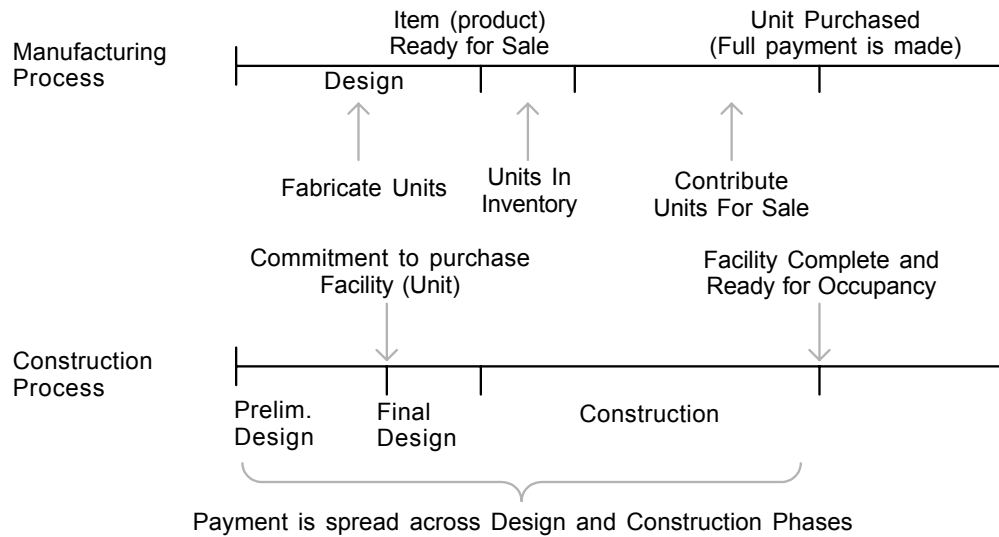 Item (product)
Ready for Sale
Unit Purchased
(Full payment is made)
Manufacturing
Process
Design
Fabricate Units
Units In
Inventory
Contribute
Units For Sale
Commitment to purchase
Facility (Unit)
Facility Complete and
Ready for Occupancy
Construction
Process
Prelim.
Design
Final
Design
Construction
Payment is spread across Design and Construction Phases